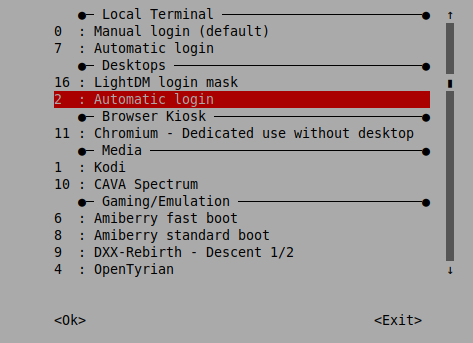 Local Terminal
0 : Manual login (default)
7 : Automatic login
Desktops
16 : LightDM login mask
2 : Automatic login
Browser Kiosk
11 : Chromium - Dedicated use without desktop
Media
1 : Kodi
10 : CAVA Spectrum
Gaming/Emulation
6 : Amiberry fast boot
8 : Amiberry standard boot
9 : DXX-Rebirth - Descent 1/2
4 : OpenTyrian
<Ok> <Exit>